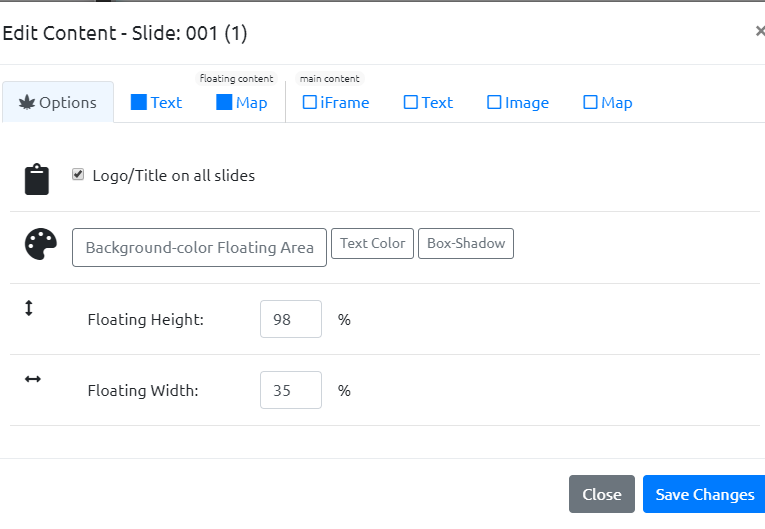 Edit Content - Slide: 001 (1)
×
floating content
main content
Options
Text
Map
iFrame
Text
Image
Map
Logo/Title on all slides
Background-color Floating Area
Text Color
Box-Shadow
Floating Height: 98 %
Floating Width: 35 %
Close
Save Changes